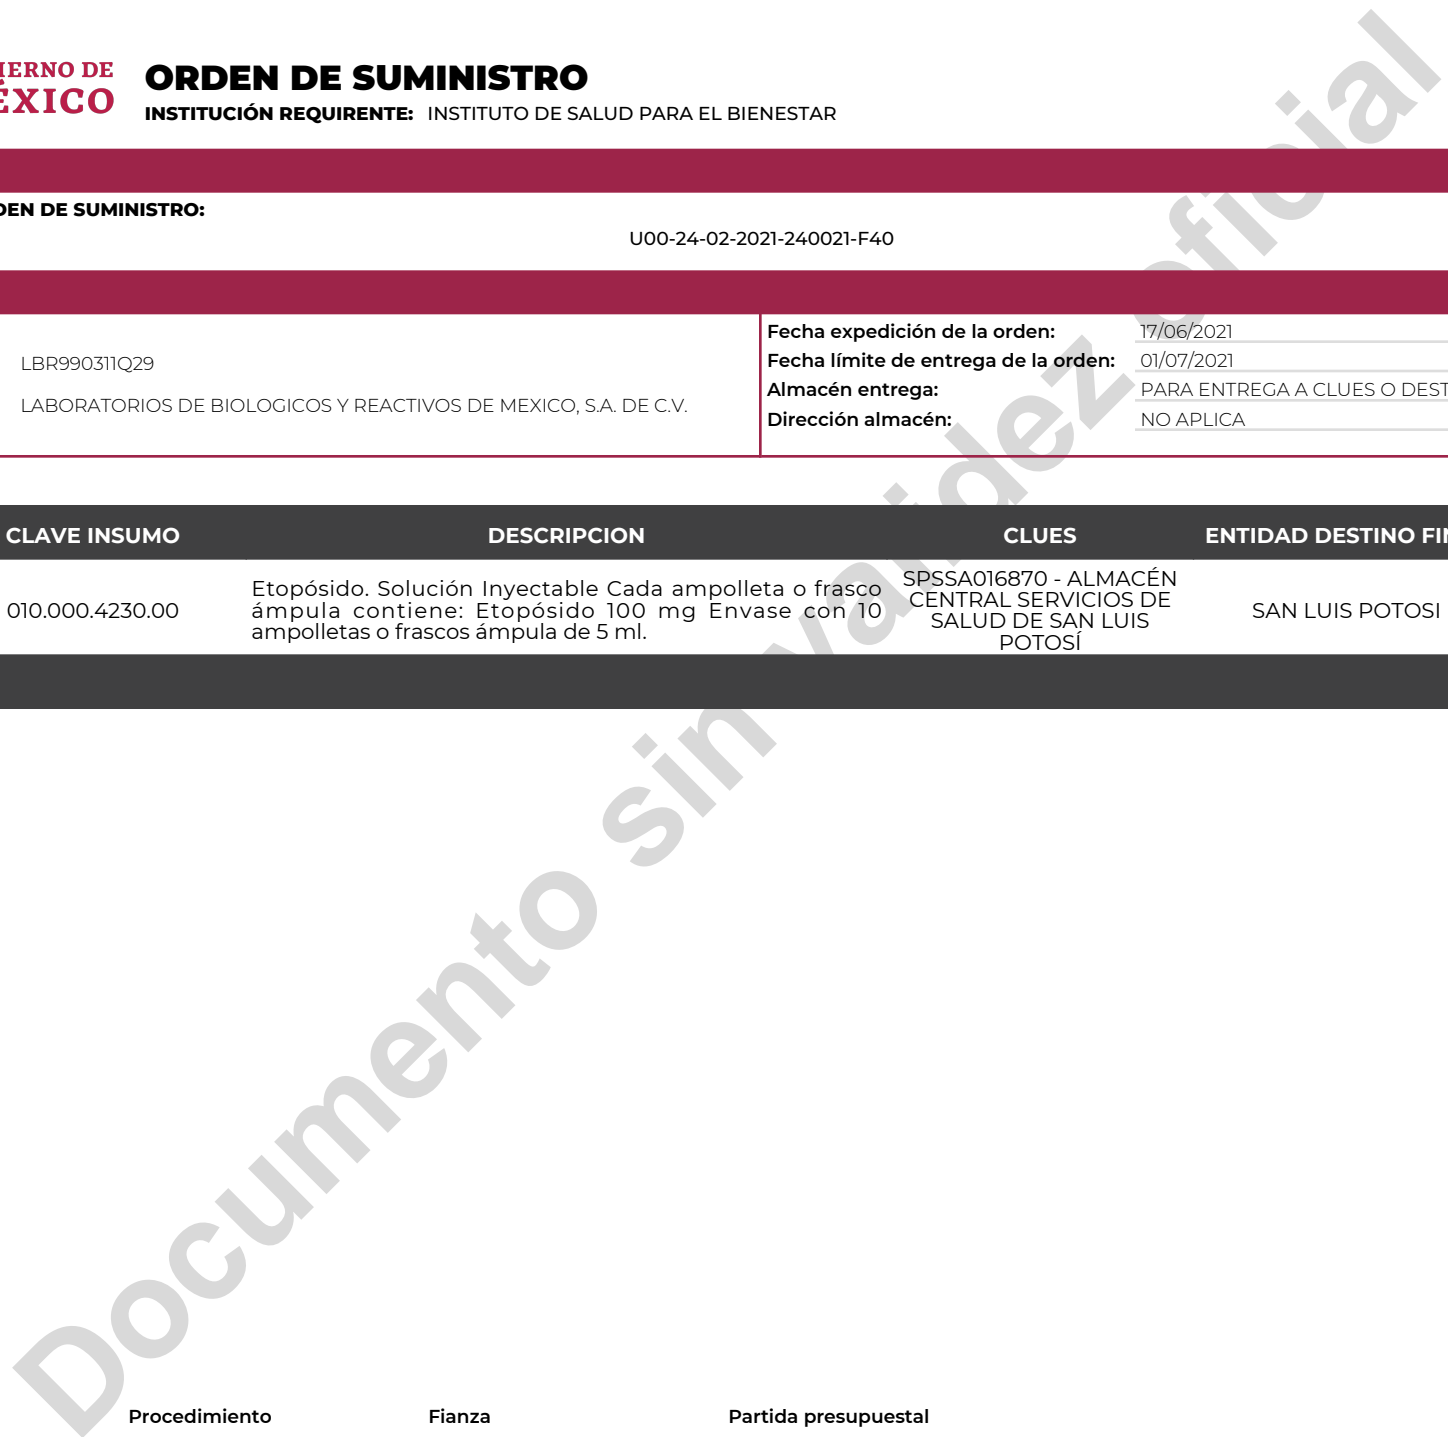 IERNO DE
ÉXICO
ORDEN DE SUMINISTRO
INSTITUCIÓN REQUIRENTE: INSTITUTO DE SALUD PARA EL BIENESTAR
DEN DE SUMINISTRO:
U00-24-02-2021-240021-F40
LBR990311Q29
LABORATORIOS DE BIOLOGICOS Y REACTIVOS DE MEXICO, S.A. DE C.V.
Fecha expedición de la orden: 17/06/2021
Fecha límite de entrega de la orden: 01/07/2021
Almacén entrega: PARA ENTREGA A CLUES O DEST
Dirección almacén: NO APLICA
CLAVE INSUMO DESCRIPCION CLUES ENTIDAD DESTINO FIN
010.000.4230.00
Etopósido. Solución Inyectable Cada ampolleta o frasco
ámpula contiene: Etopósido 100 mg Envase con 10
ampolletas o frascos ámpula de 5 ml.
SPSSA016870 - ALMACÉN
CENTRAL SERVICIOS DE
SALUD DE SAN LUIS
POTOSÍ
SAN LUIS POTOSI
Documento sin validez oficial
Procedimiento Fianza Partida presupuestal